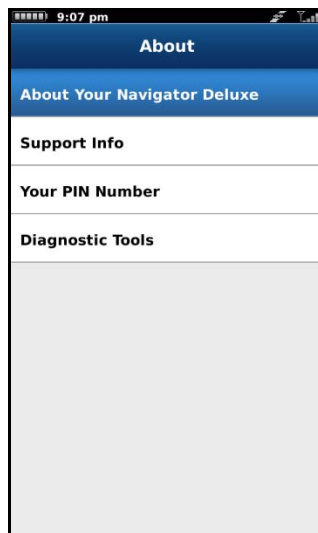 9:07 pm
About
About Your Navigator Deluxe
Support Info
Your PIN Number
Diagnostic Tools